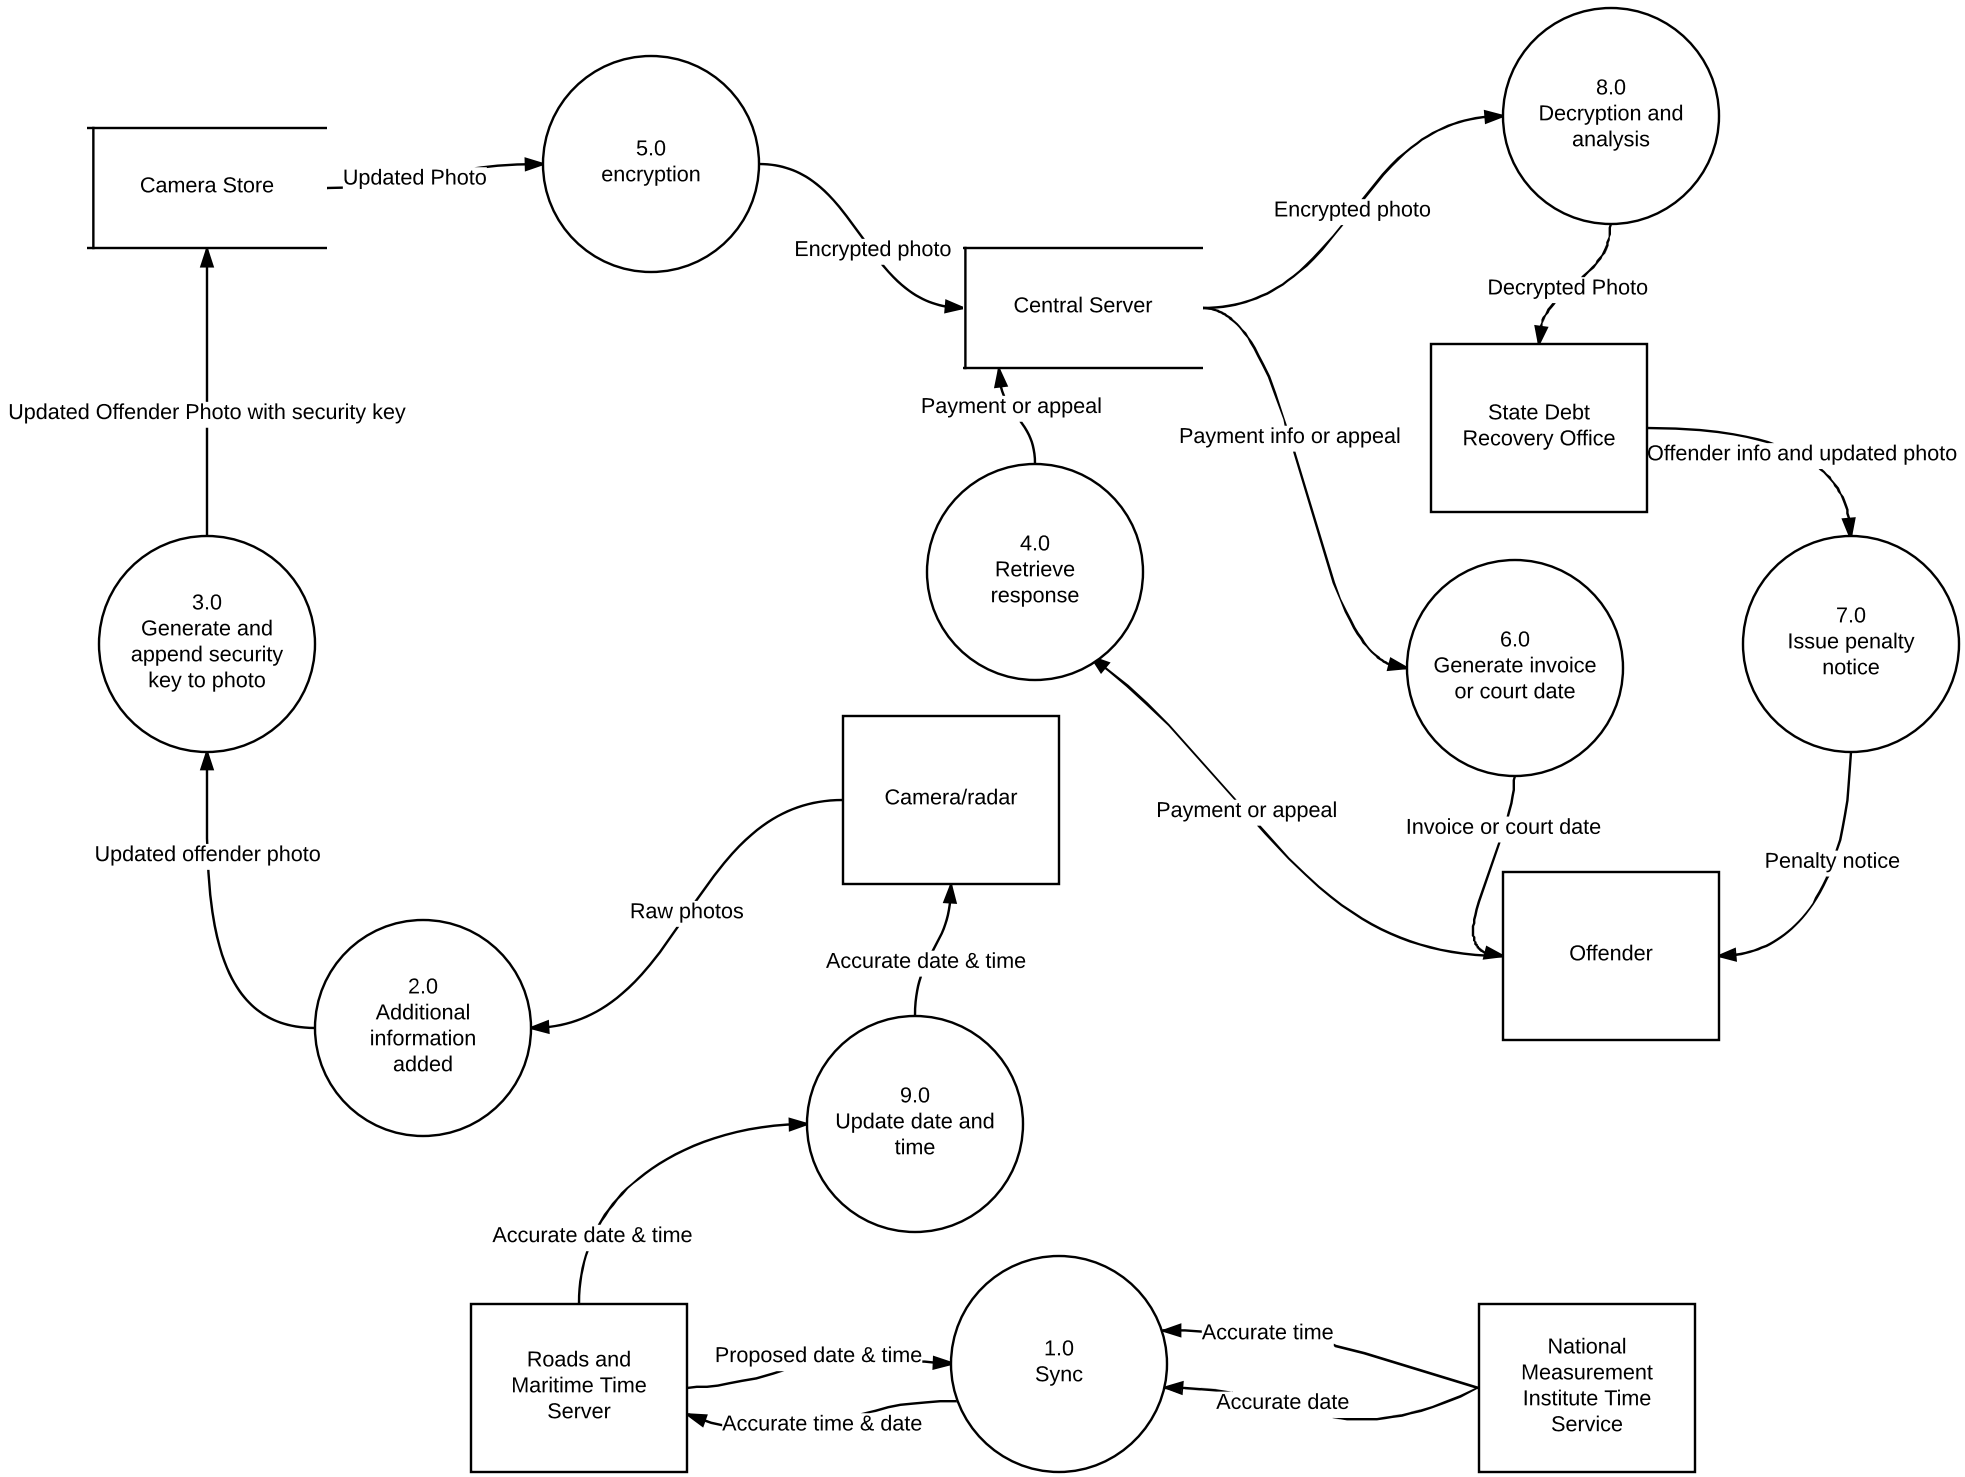 8.0
Decryption and
analysis
5.0
encryption
Camera Store
Updated Photo
Encrypted photo
Encrypted photo
Central Server
Decrypted Photo
Payment or appeal
Updated Offender Photo with security key
Payment info or appeal
State Debt
Recovery Office
Offender info and updated photo
4.0
Retrieve
response
3.0
Generate and
append security
key to photo
6.0
Generate invoice
or court date
7.0
Issue penalty
notice
Camera/radar
Payment or appeal
Invoice or court date
Updated offender photo
Penalty notice
Raw photos
Accurate date & time
Offender
2.0
Additional
information
added
9.0
Update date and
time
Accurate date & time
Roads and
Maritime Time
Server
Proposed date & time
Accurate time & date
1.0
Sync
Accurate time
Accurate date
National
Measurement
Institute Time
Service